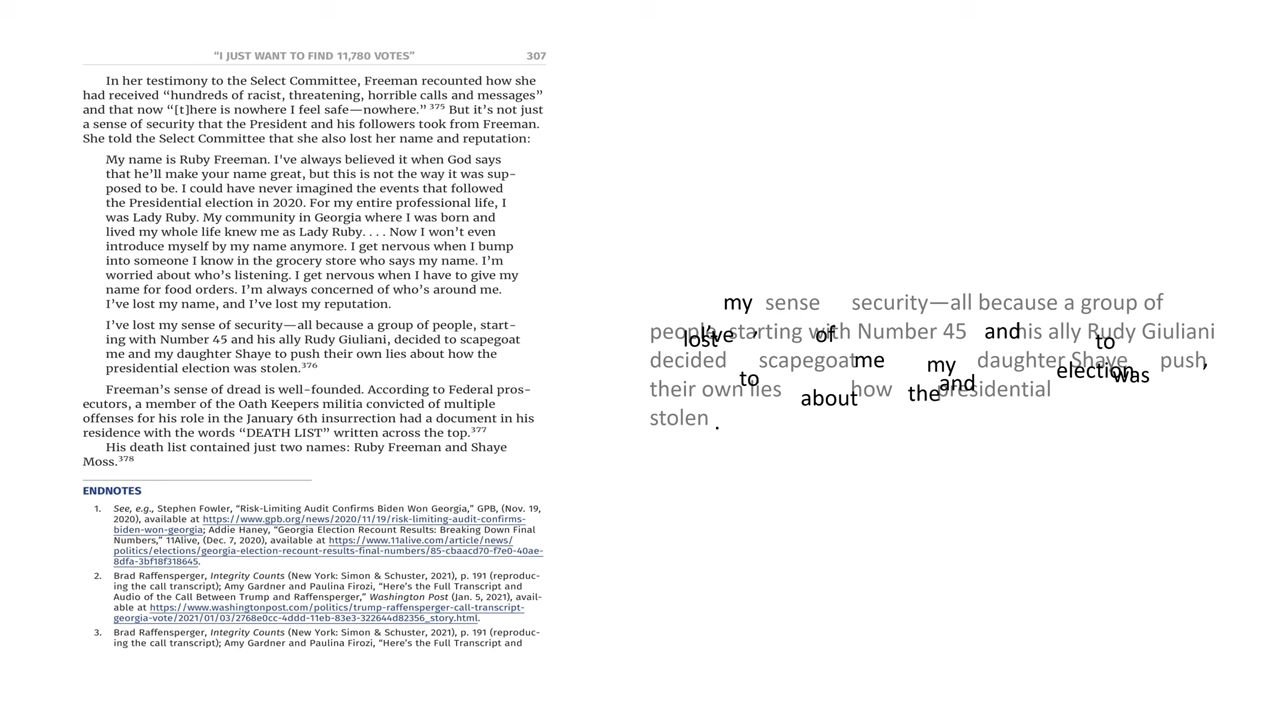 “I JUST WANT TO FIND 11,780 VOTES” 307
In her testimony to the Select Committee, Freeman recounted how she
had received “hundreds of racist, threatening, horrible calls and messages”
and that now “[t]here is nowhere I feel safe—nowhere.” 375 But it’s not just
a sense of security that the President and his followers took from Freeman.
She told the Select Committee that she also lost her name and reputation:
My name is Ruby Freeman. I’ve always believed it when God says
that he’ll make your name great, but this is not the way it was sup-
posed to be. I could have never imagined the events that followed
the Presidential election in 2020. For my entire professional life, I
was Lady Ruby. My community in Georgia where I was born and
lived my whole life knew me as Lady Ruby. . . . Now I won’t even
introduce myself by my name anymore. I get nervous when I bump
into someone I know in the grocery store who says my name. I’m
worried about who’s listening. I get nervous when I have to give my
name for food orders. I’m always concerned of who’s around me.
I’ve lost my name, and I’ve lost my reputation.
I’ve lost my sense of security—all because a group of people, start-
ing with Number 45 and his ally Rudy Giuliani, decided to scapegoat
me and my daughter Shaye to push their own lies about how the
presidential election was stolen.376
Freeman’s sense of dread is well-founded. According to Federal pros-
ecutors, a member of the Oath Keepers militia convicted of multiple
offenses for his role in the January 6th insurrection had a document in his
residence with the words “DEATH LIST” written across the top.377
His death list contained just two names: Ruby Freeman and Shaye
Moss.378
ENDNOTES
1. See, e.g., Stephen Fowler, “Risk-Limiting Audit Confirms Biden Won Georgia,” GPB, (Nov. 19,
2020), available at https://www.gpb.org/news/2020/11/19/risk-limiting-audit-confirms-
biden-won-georgia; Addie Haney, “Georgia Election Recount Results: Breaking Down Final
Numbers,” 11Alive, (Dec. 7, 2020), available at https://www.11alive.com/article/news/
politics/elections/georgia-election-recount-results-final-numbers/85-cbaacd70-f7e0-40ae-
8dfa-3bf18f318645.
2. Brad Raffensperger, Integrity Counts (New York: Simon & Schuster, 2021), p. 191 (reproduc-
ing the call transcript); Amy Gardner and Paulina Firozi, “Here’s the Full Transcript and
Audio of the Call Between Trump and Raffensperger,” Washington Post (Jan. 5, 2021), avail-
able at https://www.washingtonpost.com/politics/trump-raffensperger-call-transcript-
georgia-vote/2021/01/03/2768e0cc-4ddd-11eb-83e3-322644d82356_story.html.
3. Brad Raffensperger, Integrity Counts (New York: Simon & Schuster, 2021), p. 191 (reproduc-
ing the call transcript); Amy Gardner and Paulina Firozi, “Here’s the Full Transcript and
my sense security—all because a group of
people starting with Number 45 and his ally Rudy Giuliani
lost I’ve , of to
decided scapegoat me my daughter Shaye push,
to and election was
their own lies about how the presidential
stolen .